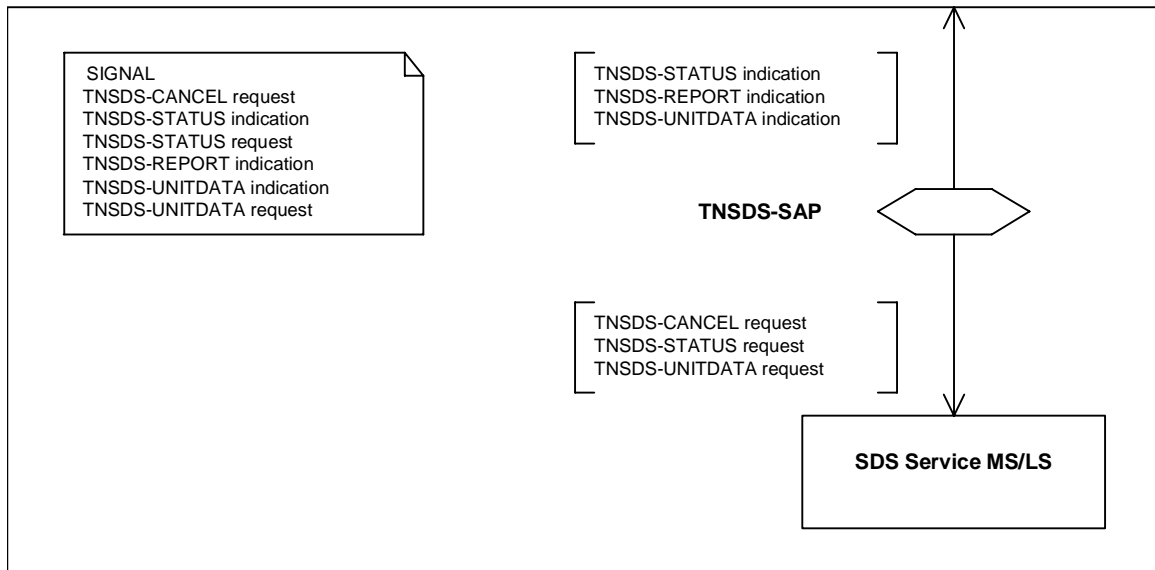 SIGNAL
TNSDS-CANCEL request
TNSDS-STATUS indication
TNSDS-STATUS request
TNSDS-REPORT indication
TNSDS-UNITDATA indication
TNSDS-UNITDATA request
TNSDS-STATUS indication
TNSDS-REPORT indication
TNSDS-UNITDATA indication
TNSDS-SAP
TNSDS-CANCEL request
TNSDS-STATUS request
TNSDS-UNITDATA request
SDS Service MS/LS